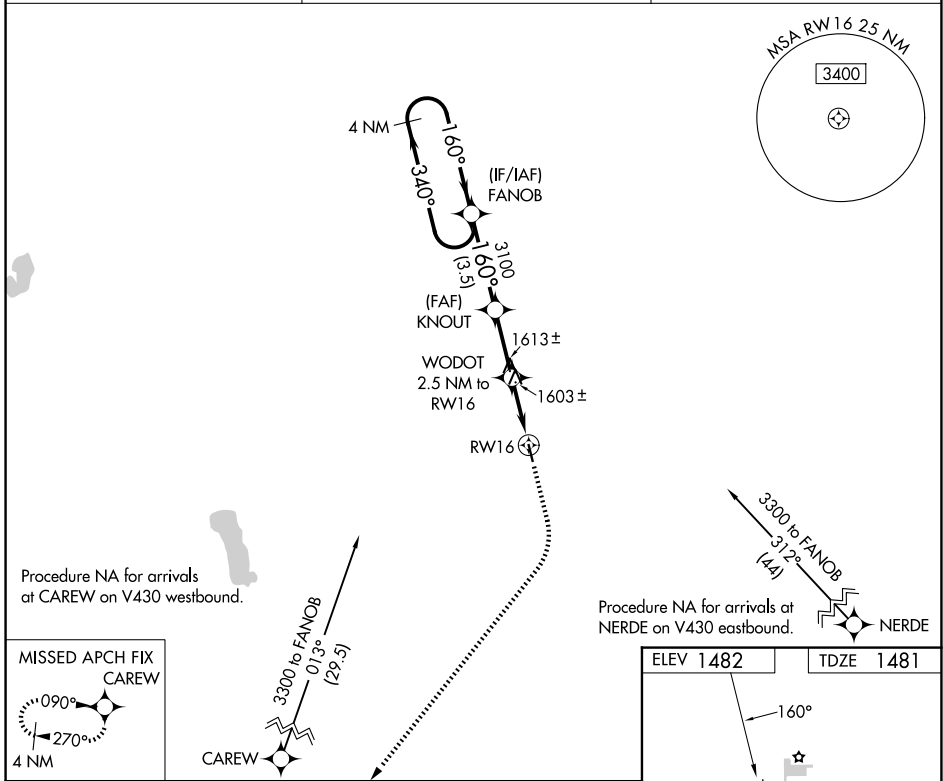 MSA RW16 25 NM
3400
4 NM
160°
340°
(IF/IAF)
FANOB
3100
160°
(3.5)
(FAF)
KNOUT
1613±
WODOT
2.5 NM to
RW16
1603±
RW16
3300 to FANOB
312°
(44)
NERDE
Procedure NA for arrivals
at CAREW on V430 westbound.
Procedure NA for arrivals at
NERDE on V430 eastbound.
3300 to FANOB
013°
(29.5)
CAREW
MISSED APCH FIX
CAREW
090°
270°
4 NM
ELEV 1482
TDZE 1481
160°